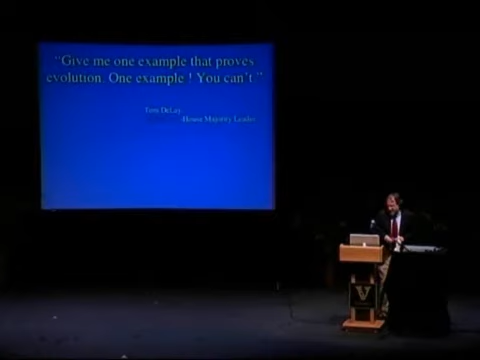 “Give me one example that proves
evolution. One example ! You can’t.”
Tom DeLay
-House Majority Leader